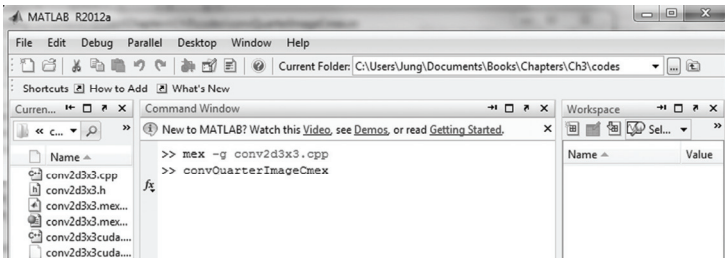 MATLAB R2012a
File Edit Debug Parallel Desktop Window Help
Current Folder: C:\Users\Jung\Documents\Books\Chapters\Ch3\codes
Shortcuts How to Add What's New
Curren... Command Window Workspace
« c... » New to MATLAB? Watch this Video, see Demos, or read Getting Started. Sel... »
Name Name Value
>> mex -g conv2d3x3.cpp
>> convQuarterImageCmex
fx
conv2d3x3.cpp
conv2d3x3.h
conv2d3x3.mex...
conv2d3x3.mex...
conv2d3x3cuda....
conv2d3x3cuda....